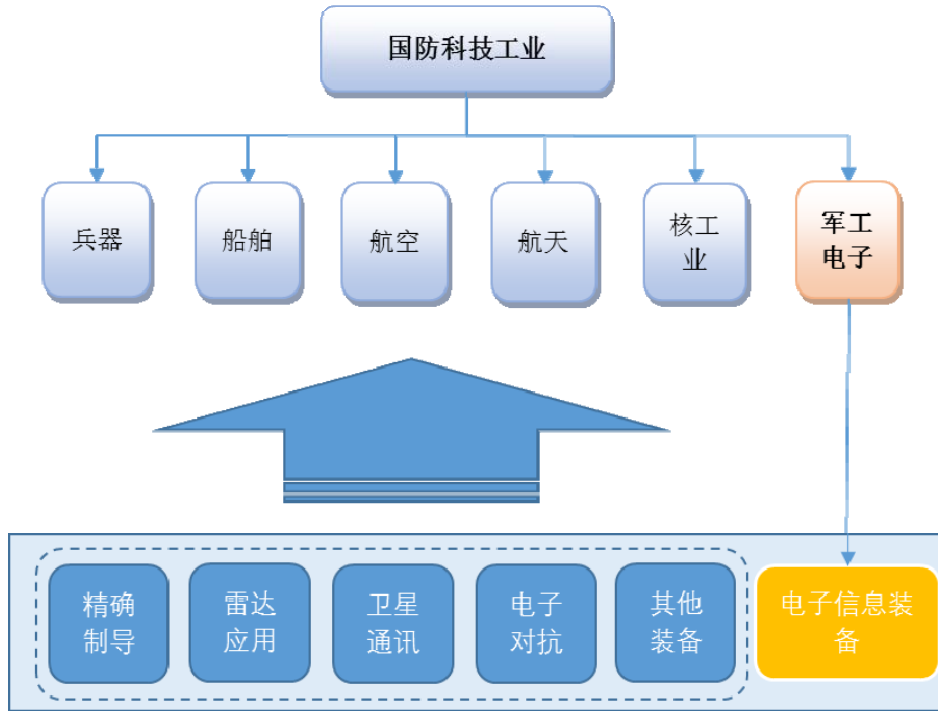 国防科技工业
兵器
船舶
航空
航天
核工
业
军工
电子
精确
制导
雷达
应用
卫星
通讯
电子
对抗
其他
装备
电子信息装
备